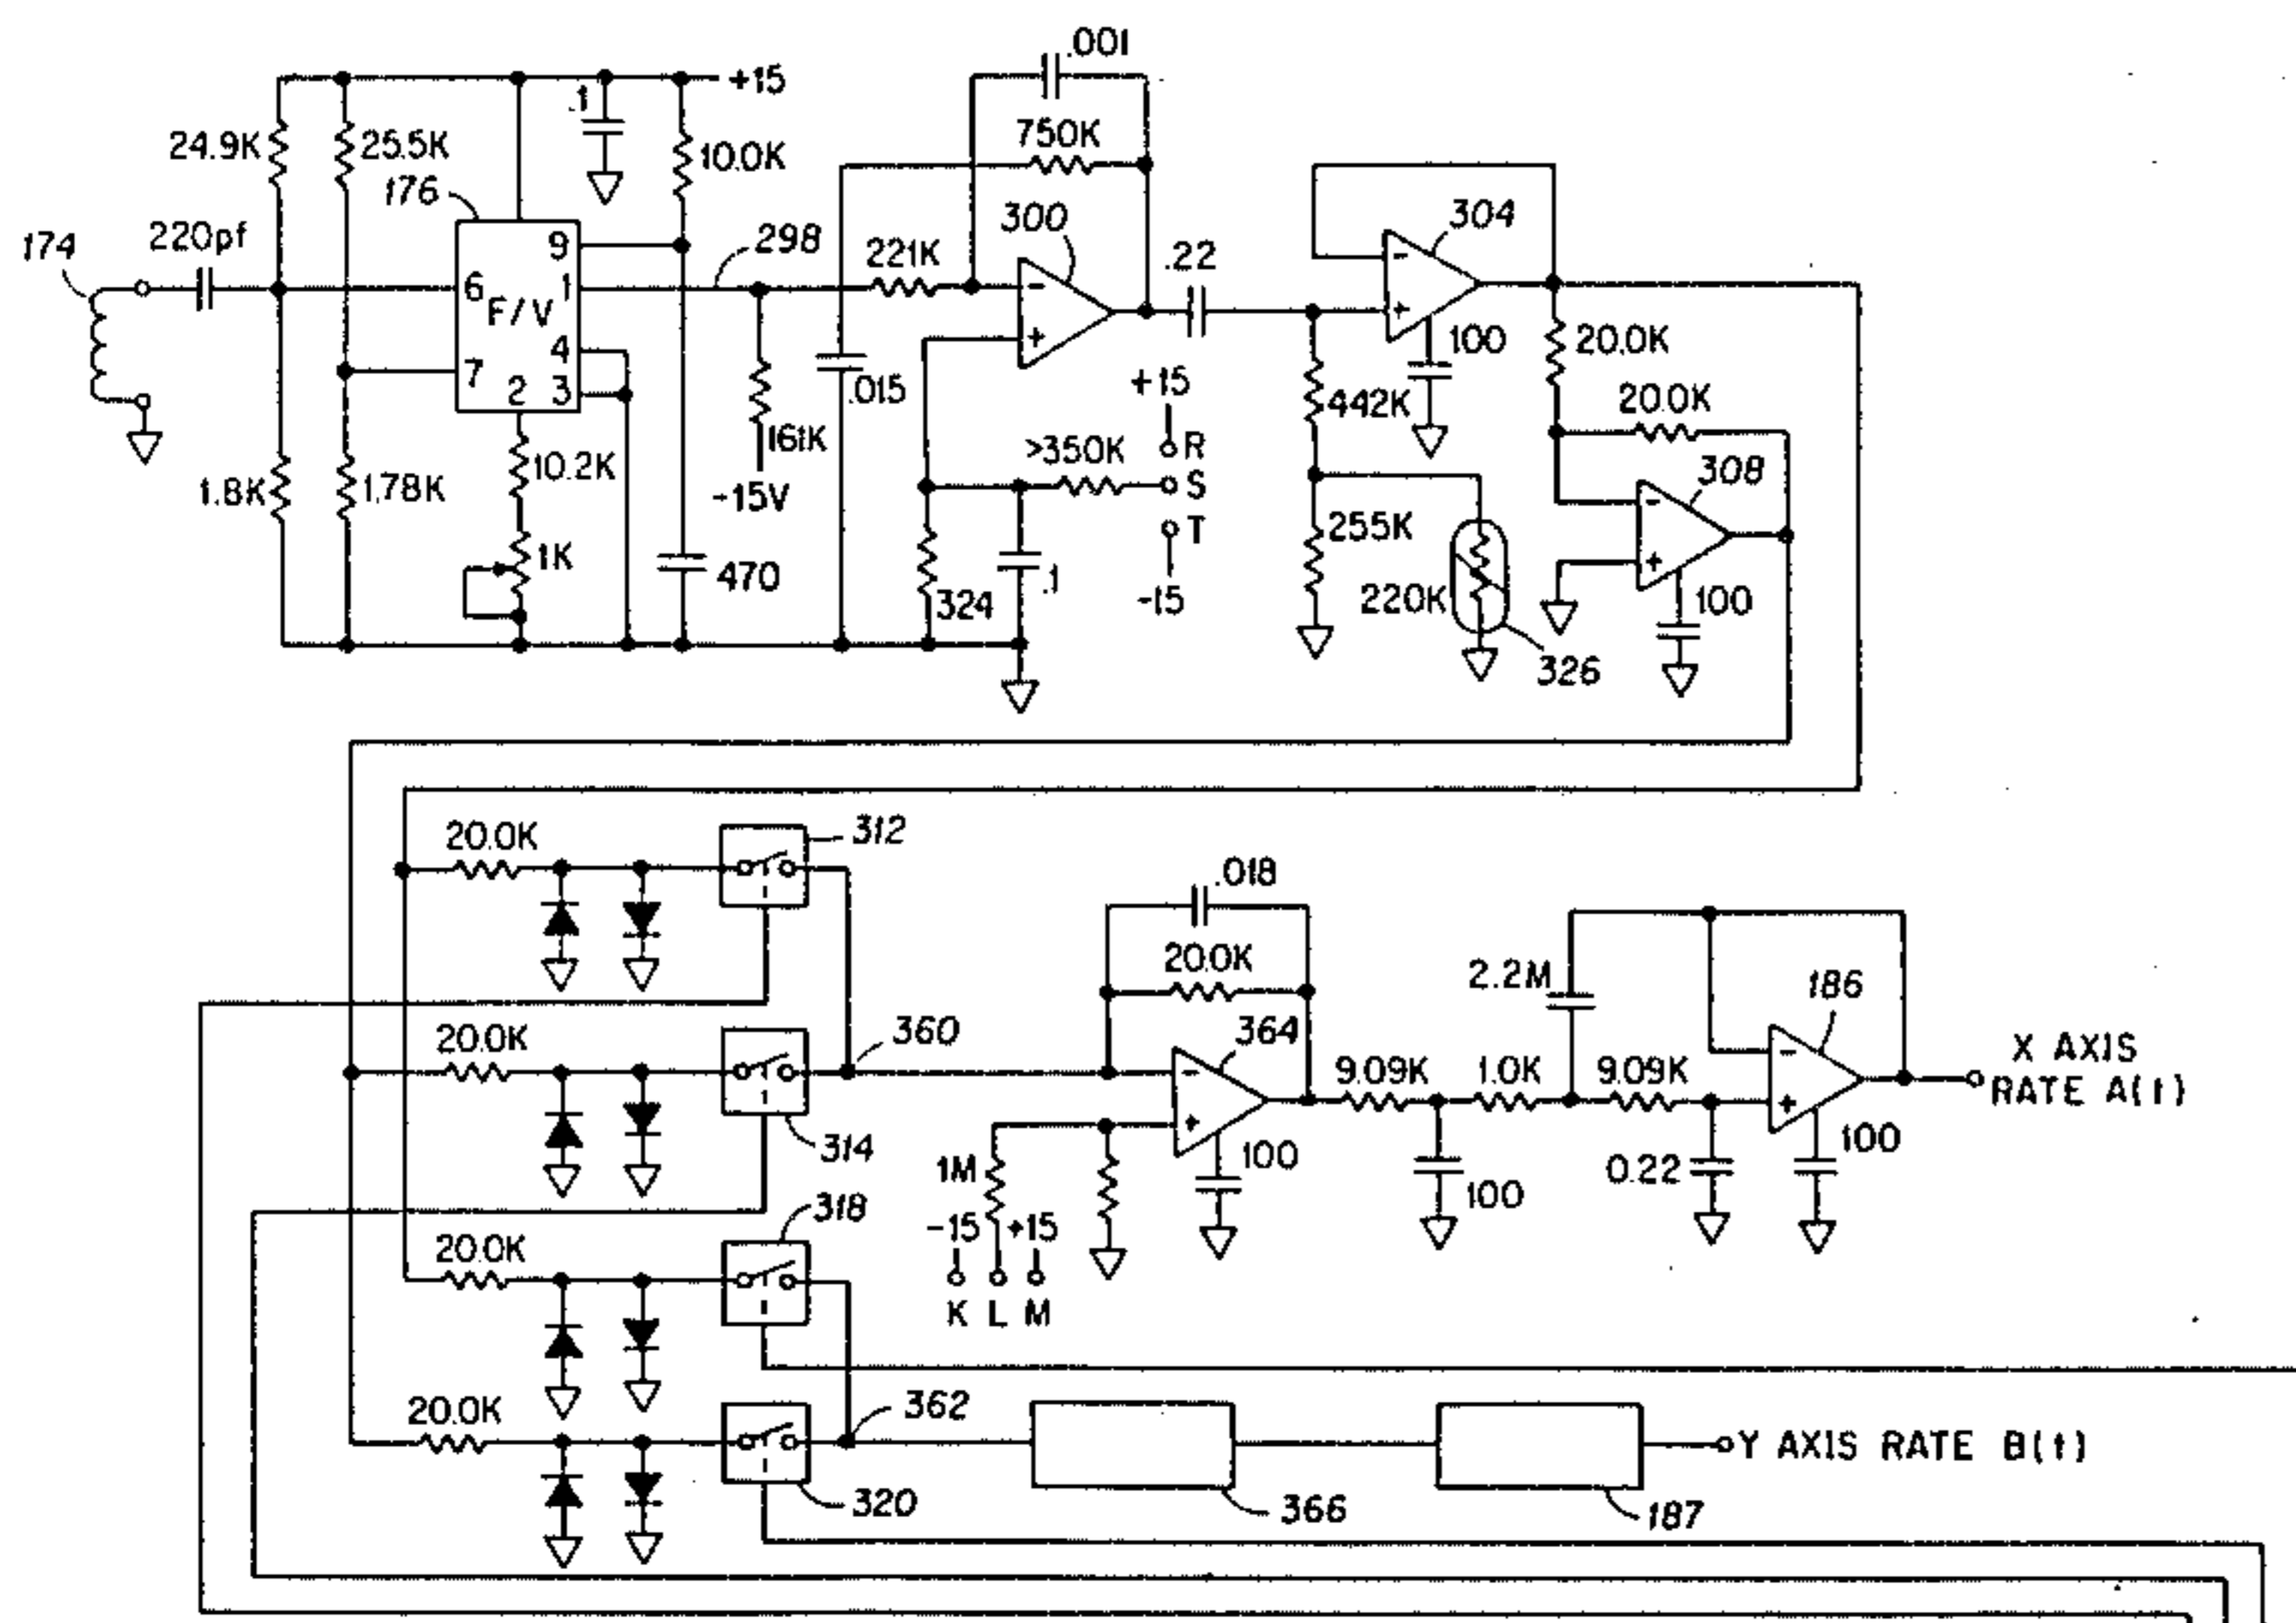 .001
+15
.1
24.9K
25.5K
10.0K
750K
176
300
304
174
220pf
9
298
221K
.22
6
1
F/V
4
7
2
3
100
20.0K
+15
.015
442K
20.0K
161K
>350K
R
10.2K
308
1.8K
1.78K
-15V
S
T
255K
1K
470
324
.1
-15
220K
100
326
20.0K
312
.018
20.0K
2.2M
186
20.0K
360
364
X AXIS
RATE A(t)
9.09K
1.0K
9.09K
314
1M
100
100
0.22
100
318
-15
+15
20.0K
K L M
20.0K
362
Y AXIS RATE B(t)
320
366
187